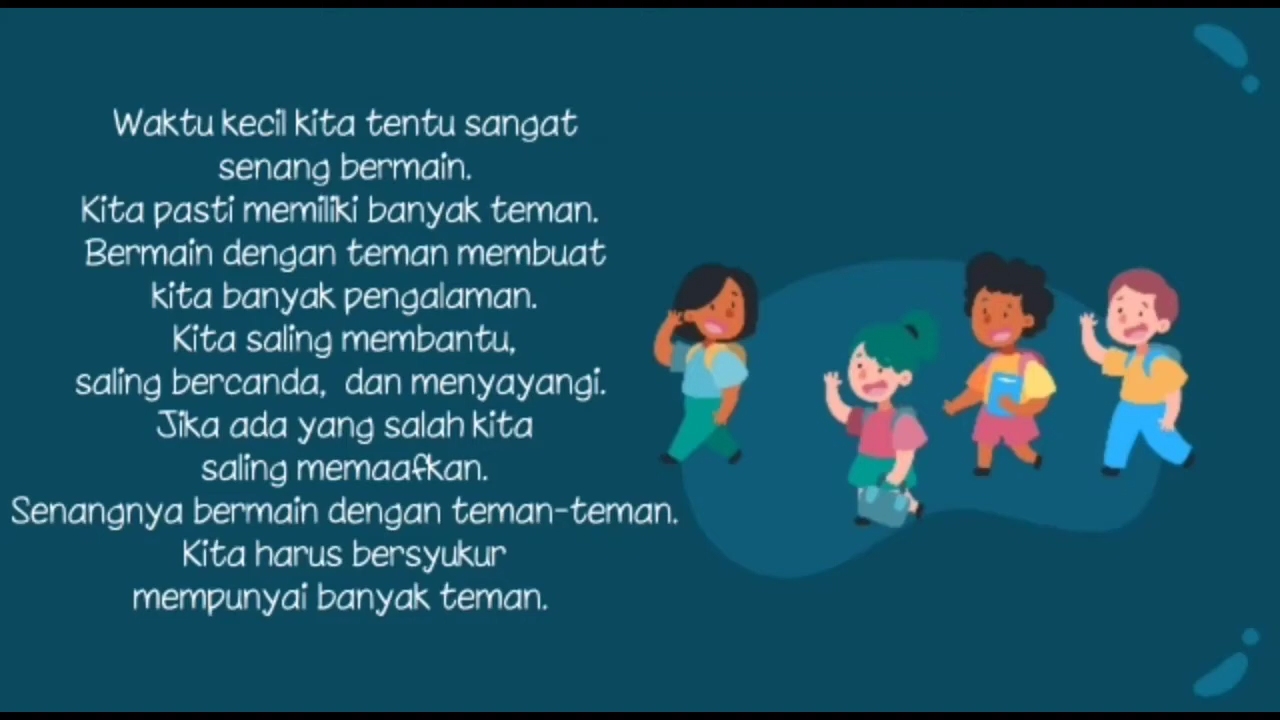 Waktu kecil kita tentu sangat
senang bermain.
Kita pasti memiliki banyak teman.
Bermain dengan teman membuat
kita banyak pengalaman.
Kita saling membantu,
saling bercanda, dan menyayangi.
Jika ada yang salah kita
saling memaafkan.
Senangnya bermain dengan teman-teman.
Kita harus bersyukur
mempunyai banyak teman.